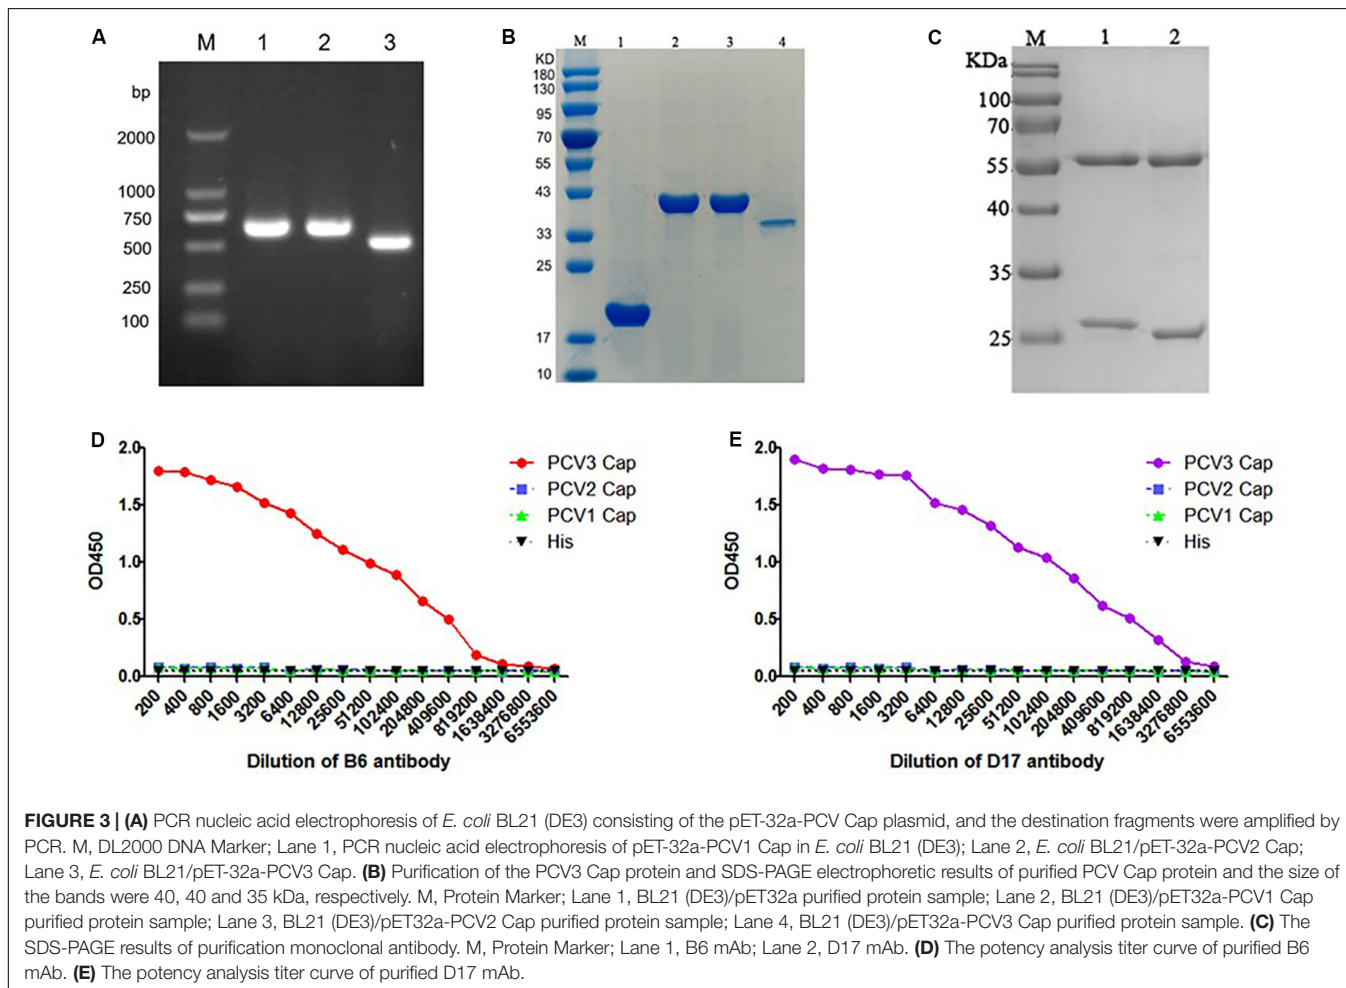 A
M 1 2 3
bp
2000
1000
750
500
250
100
B
M 1 2 3 4
KD
180
130
95
70
55
43
33
25
17
10
C
M 1 2
KDa
100
70
55
40
35
25
D
2.0
1.5
1.0
0.5
0.0
OD450
PCV3 Cap
PCV2 Cap
PCV1 Cap
His
200 400 800 1600 3200 6400 12800 25600 51200 102400 204800 409600 819200 1638400 3276800 6553600
Dilution of B6 antibody
E
2.0
1.5
1.0
0.5
0.0
OD450
PCV3 Cap
PCV2 Cap
PCV1 Cap
His
200 400 800 1600 3200 6400 12800 25600 51200 102400 204800 409600 819200 1638400 3276800 6553600
Dilution of D17 antibody
FIGURE 3 | (A) PCR nucleic acid electrophoresis of E. coli BL21 (DE3) consisting of the pET-32a-PCV Cap plasmid, and the destination fragments were amplified by
PCR. M, DL2000 DNA Marker; Lane 1, PCR nucleic acid electrophoresis of pET-32a-PCV1 Cap in E. coli BL21 (DE3); Lane 2, E. coli BL21/pET-32a-PCV2 Cap;
Lane 3, E. coli BL21/pET-32a-PCV3 Cap. (B) Purification of the PCV3 Cap protein and SDS-PAGE electrophoretic results of purified PCV Cap protein and the size of
the bands were 40, 40 and 35 kDa, respectively. M, Protein Marker; Lane 1, BL21 (DE3)/pET32a purified protein sample; Lane 2, BL21 (DE3)/pET32a-PCV1 Cap
purified protein sample; Lane 3, BL21 (DE3)/pET32a-PCV2 Cap purified protein sample; Lane 4, BL21 (DE3)/pET32a-PCV3 Cap purified protein sample. (C) The
SDS-PAGE results of purification monoclonal antibody. M, Protein Marker; Lane 1, B6 mAb; Lane 2, D17 mAb. (D) The potency analysis titer curve of purified B6
mAb. (E) The potency analysis titer curve of purified D17 mAb.